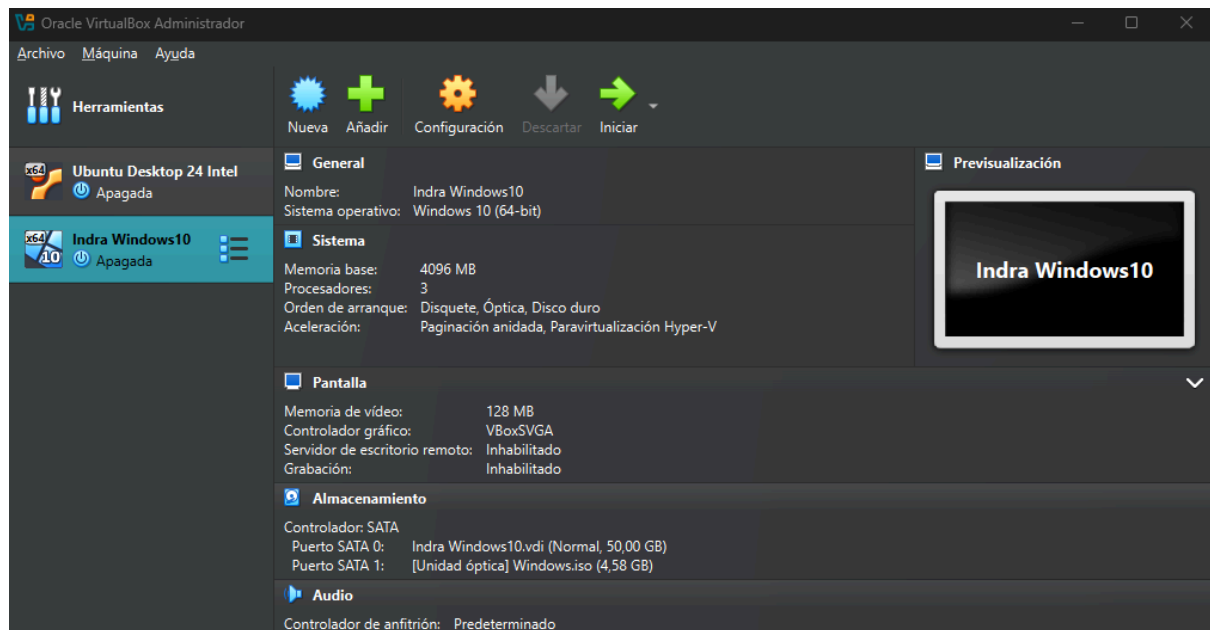 Oracle VirtualBox Administrador
Archivo Máquina Ayuda
Herramientas
Nueva Añadir Configuración Descartar Iniciar
x64 Ubuntu Desktop 24 Intel
Apagada
x64 10 Indra Windows10
Apagada
General
Nombre: Indra Windows10
Sistema operativo: Windows 10 (64-bit)
Sistema
Memoria base: 4096 MB
Procesadores: 3
Orden de arranque: Disquete, Óptica, Disco duro
Aceleración: Paginación anidada, Paravirtualización Hyper-V
Previsualización
Indra Windows10
Pantalla
Memoria de vídeo: 128 MB
Controlador gráfico: VBoxSVGA
Servidor de escritorio remoto: Inhabilitado
Grabación: Inhabilitado
Almacenamiento
Controlador: SATA
Puerto SATA 0: Indra Windows10.vdi (Normal, 50,00 GB)
Puerto SATA 1: [Unidad óptica] Windows.iso (4,58 GB)
Audio
Controlador de anfitrión: Predeterminado